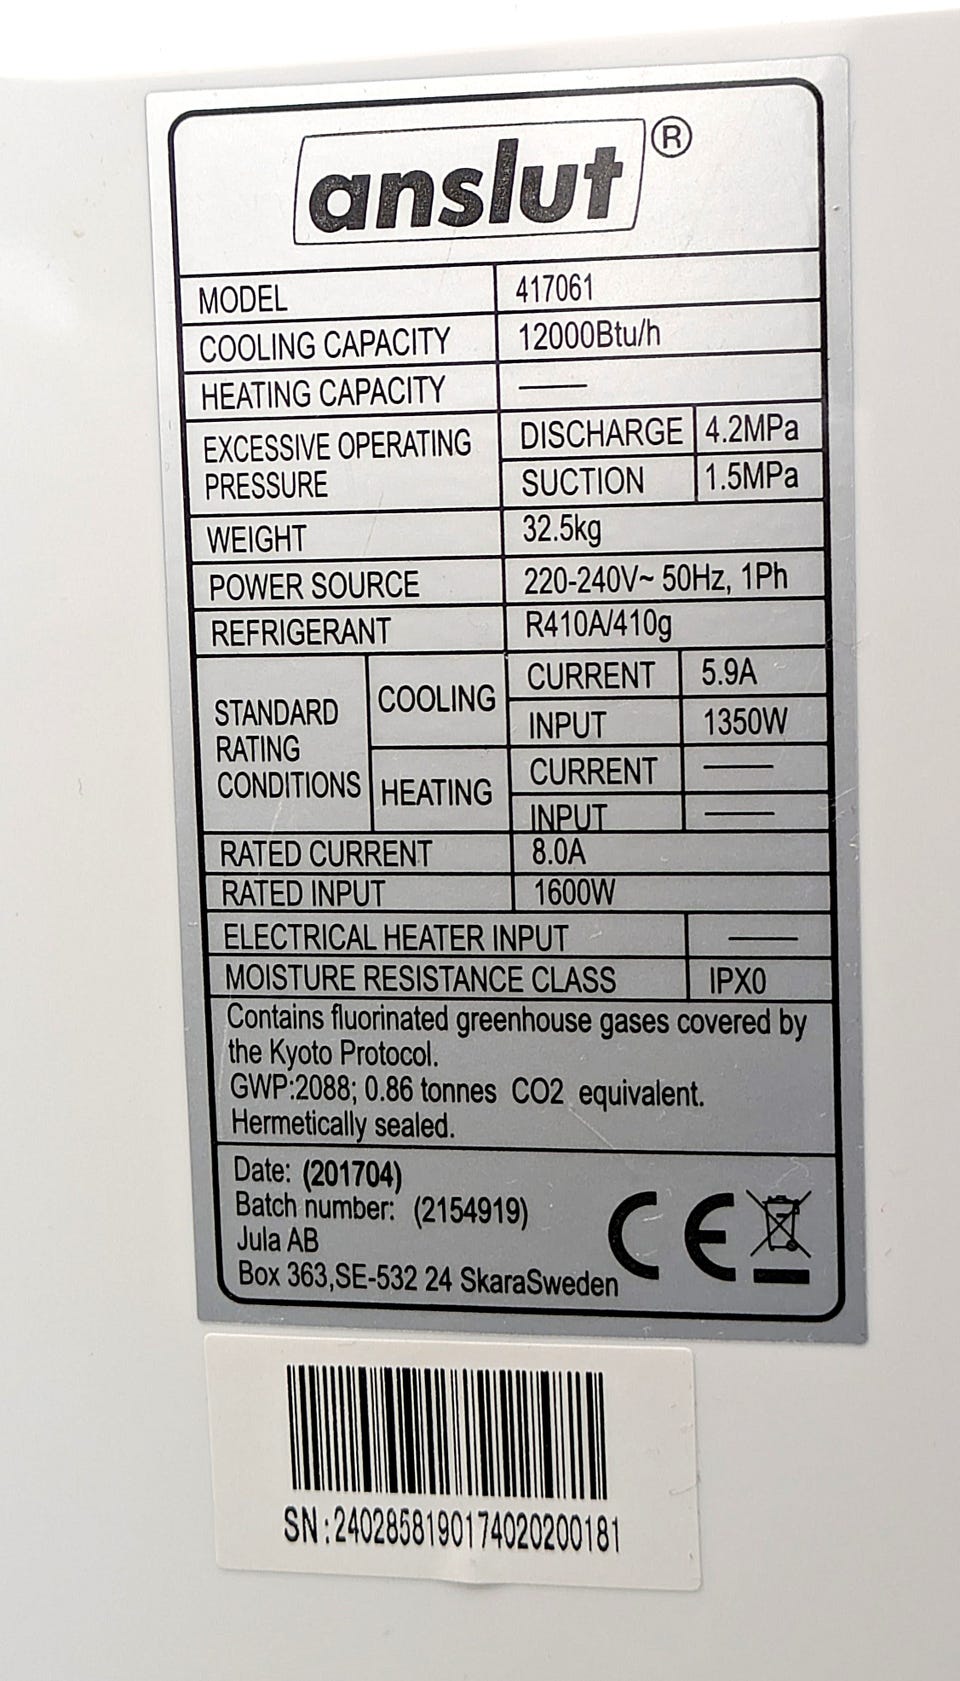 anslut ®
MODEL 417061
COOLING CAPACITY 12000Btu/h
HEATING CAPACITY ——
EXCESSIVE OPERATING PRESSURE DISCHARGE 4.2MPa
SUCTION 1.5MPa
WEIGHT 32.5kg
POWER SOURCE 220-240V~ 50Hz, 1Ph
REFRIGERANT R410A/410g
STANDARD RATING CONDITIONS COOLING CURRENT 5.9A
INPUT 1350W
HEATING CURRENT ——
INPUT ——
RATED CURRENT 8.0A
RATED INPUT 1600W
ELECTRICAL HEATER INPUT ——
MOISTURE RESISTANCE CLASS IPX0
Contains fluorinated greenhouse gases covered by
the Kyoto Protocol.
GWP:2088; 0.86 tonnes CO2 equivalent.
Hermetically sealed.
Date: (201704)
Batch number: (2154919)
Jula AB
Box 363,SE-532 24 SkaraSweden
CE
SN:2402858190174020200181